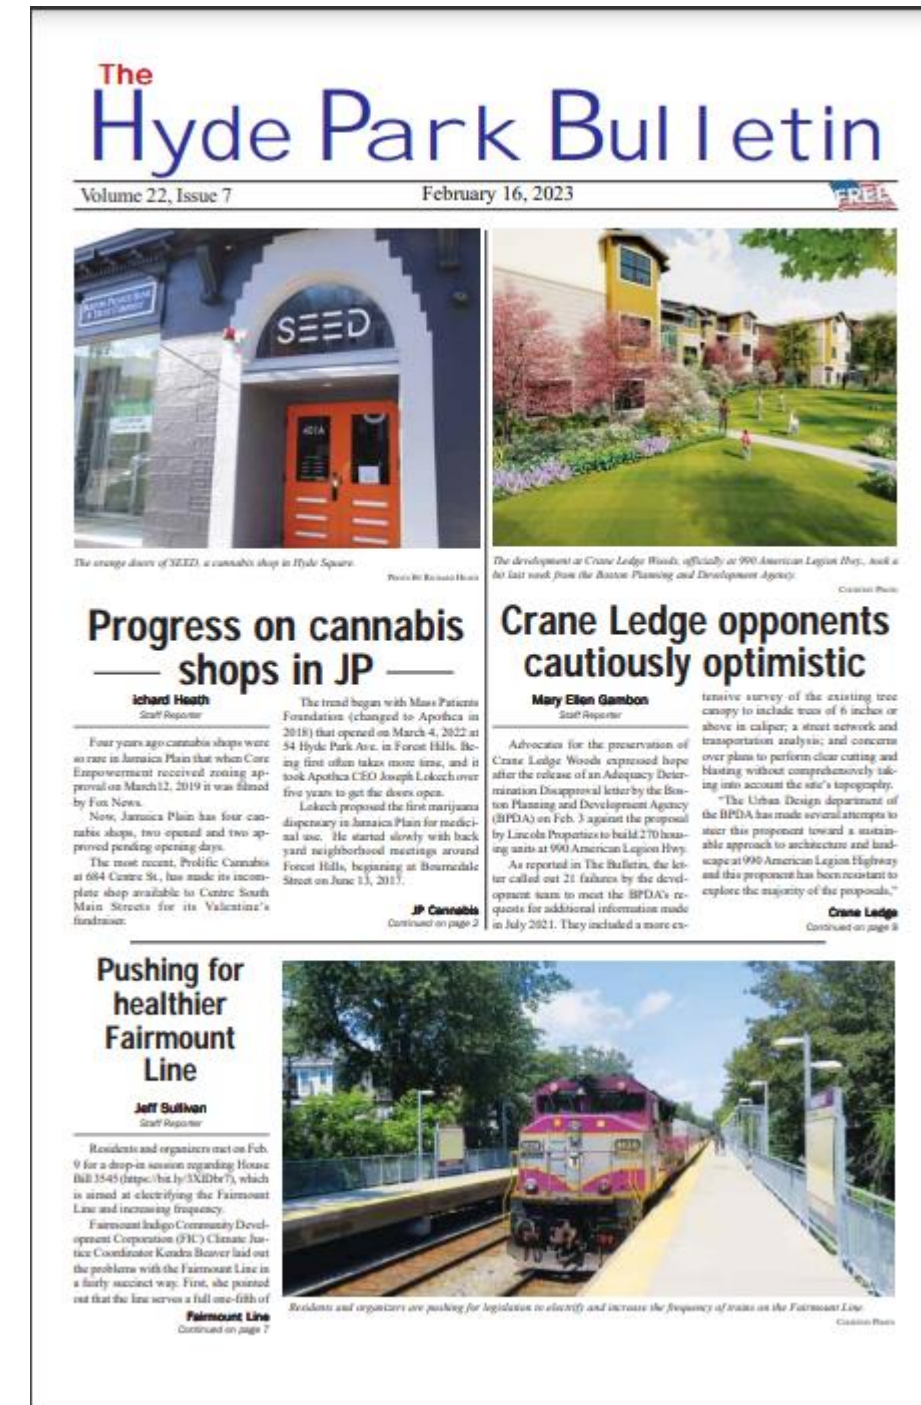 The
Hyde Park Bulletin
Volume 22, Issue 7
February 16, 2023
FREE
BOSTON PRIVATE BANK
& TRUST COMPANY
SEED
401A
The orange doors of SEED, a cannabis shop in Hyde Square.
PHOTO BY RICHARD HEATH
The development at Crane Ledge Woods, officially at 990 American Legion Hwy., took a
hit last week from the Boston Planning and Development Agency.
COURTESY PHOTO
Progress on cannabis
shops in JP
ichard Heath
Staff Reporter
Four years ago cannabis shops were
so rare in Jamaica Plain that when Core
Empowerment received zoning ap-
proval on March12, 2019 it was filmed
by Fox News.
Now, Jamaica Plain has four can-
nabis shops, two opened and two ap-
proved pending opening days.
The most recent, Prolific Cannabis
at 684 Centre St., has made its incom-
plete shop available to Centre South
Main Streets for its Valentine's
fundraiser.
The trend began with Mass Patients
Foundation (changed to Apothca in
2018) that opened on March 4, 2022 at
54 Hyde Park Ave. in Forest Hills. Be-
ing first often takes more time, and it
took Apothca CEO Joseph Lokech over
five years to get the doors open.
Lokech proposed the first marijuana
dispensary in Jamaica Plain for medici-
nal use. He started slowly with back
yard neighborhood meetings around
Forest Hills, beginning at Bournedale
Street on June 13, 2017.
JP Cannabis
Continued on page 2
Crane Ledge opponents
cautiously optimistic
Mary Ellen Gambon
Staff Reporter
Advocates for the preservation of
Crane Ledge Woods expressed hope
after the release of an Adequacy Deter-
mination Disapproval letter by the Bos-
ton Planning and Development Agency
(BPDA) on Feb. 3 against the proposal
by Lincoln Properties to build 270 hous-
ing units at 990 American Legion Hwy.
As reported in The Bulletin, the let-
ter called out 21 failures by the devel-
opment team to meet the BPDA's re-
quests for additional information made
in July 2021. They included a more ex-
tensive survey of the existing tree
canopy to include trees of 6 inches or
above in caliper; a street network and
transportation analysis; and concerns
over plans to perform clear cutting and
blasting without comprehensively tak-
ing into account the site's topography.
"The Urban Design department of
the BPDA has made several attempts to
steer this proponent toward a sustain-
able approach to architecture and land-
scape at 990 American Legion Highway
and this proponent has been resistant to
explore the majority of the proposals,"
Crane Ledge
Continued on page 9
Pushing for
healthier
Fairmount
Line
Jeff Sullivan
Staff Reporter
Residents and organizers met on Feb.
9 for a drop-in session regarding House
Bill 3545 (https://bit.ly/3XlDbr7), which
is aimed at electrifying the Fairmount
Line and increasing frequency.
Fairmount Indigo Community Devel-
opment Corporation (FIC) Climate Jus-
tice Coordinator Kendra Beaver laid out
the problems with the Fairmount Line in
a fairly succinct way. First, she pointed
out that the line serves a full one-fifth of
Fairmount Line
Continued on page 7
Residents and organizers are pushing for legislation to electrify and increase the frequency of trains on the Fairmount Line.
COURTESY PHOTO